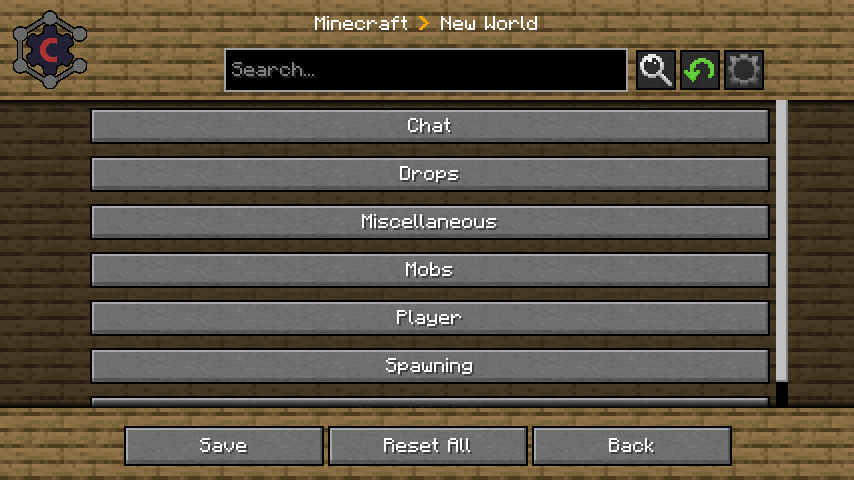 Minecraft > New World
Search...
Chat
Drops
Miscellaneous
Mobs
Player
Spawning
Save
Reset All
Back